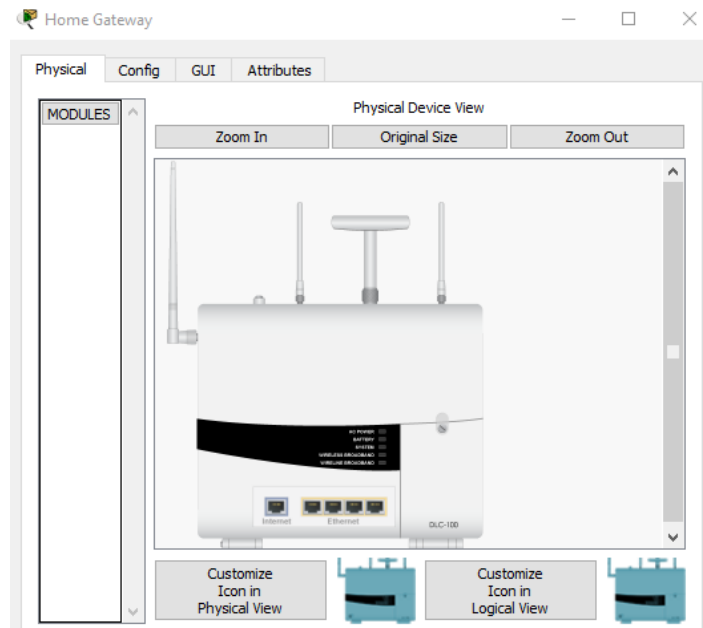 Home Gateway
Physical
Config
GUI
Attributes
MODULES
Physical Device View
Zoom In
Original Size
Zoom Out
AC POWER
BATTERY
SYSTEM
WIRELESS BROADBAND
WIRELINE BROADBAND
Internet
Ethernet
DLC-100
Customize
Icon in
Physical View
Customize
Icon in
Logical View